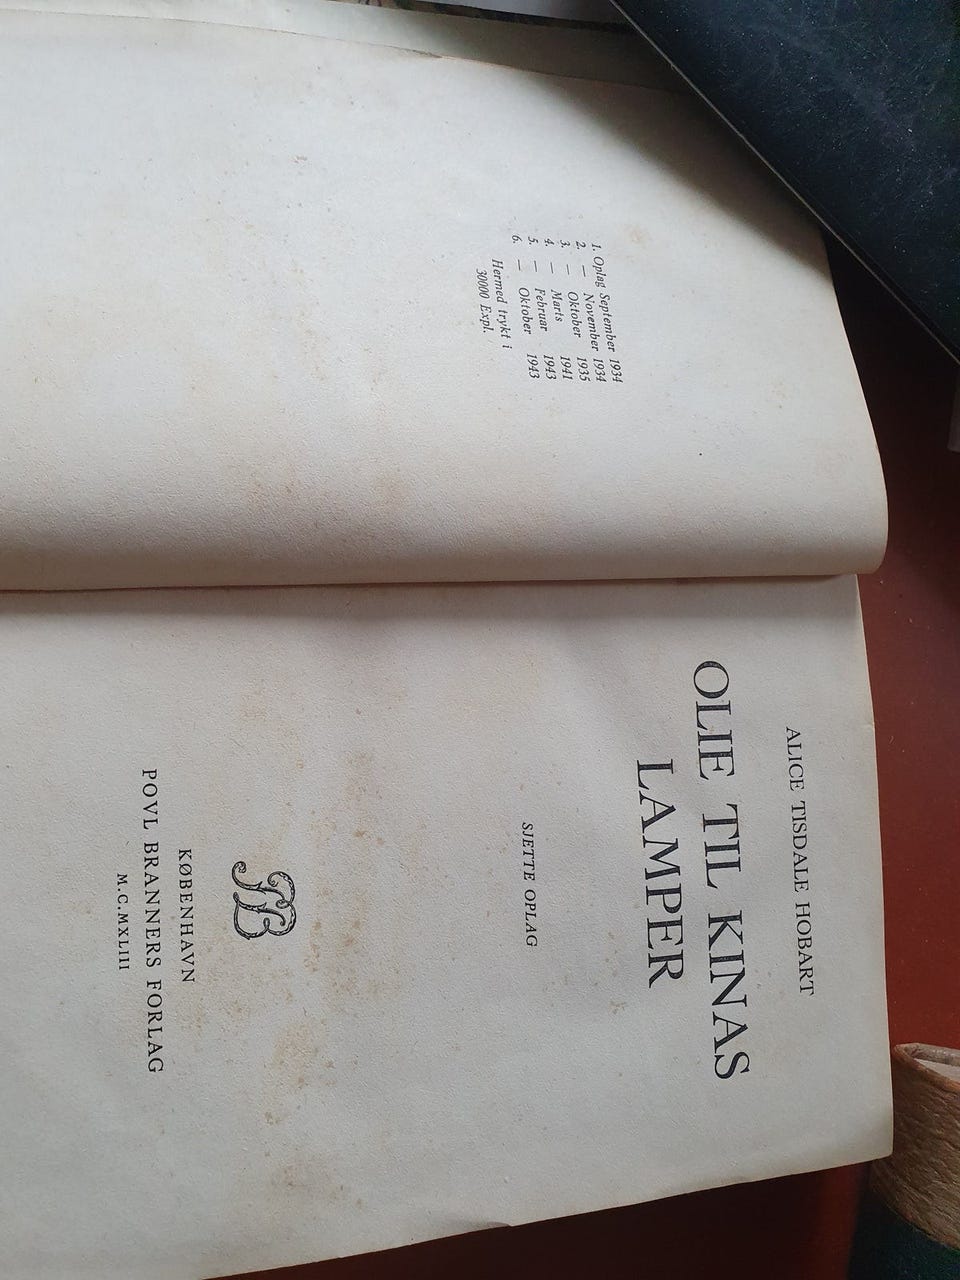 1. Oplag September 1934
2. — November 1934
3. — Oktober 1935
4. — Marts 1941
5. — Februar 1943
6. — Oktober 1943
Hermed trykt i
30000 Expl.
ALICE TISDALE HOBART
OLIE TIL KINAS
LAMPER
SJETTE OPLAG
PB
KØBENHAVN
POVL BRANNERS FORLAG
M.C.MXLIII